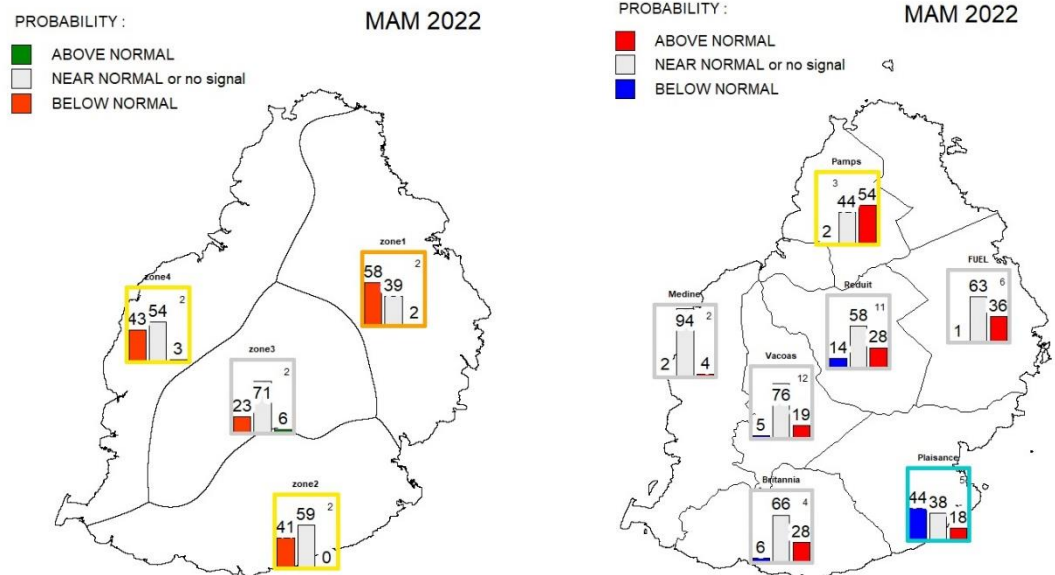 PROBABILITY :
MAM 2022
ABOVE NORMAL
NEAR NORMAL or no signal
BELOW NORMAL
zone1
2
58
39
2
zone4
2
43
54
3
zone3
2
23
71
6
zone2
2
41
59
0
PROBABILITY :
MAM 2022
ABOVE NORMAL
NEAR NORMAL or no signal
BELOW NORMAL
Pamps
3
2
44
54
FUEL
6
1
63
36
Medine
2
2
94
4
Reduit
11
14
58
28
Vacoas
12
5
76
19
Plaisance
5
44
38
18
Britannia
4
6
66
28